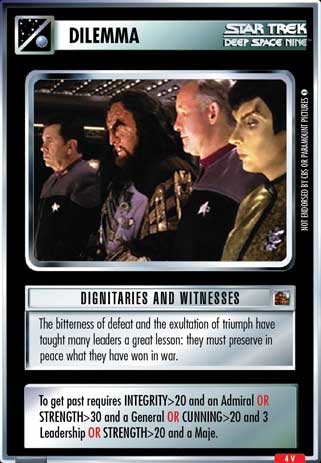 DILEMMA
STAR TREK
DEEP SPACE NINE
NOT ENDORSED BY CBS OR PARAMOUNT PICTURES
DIGNITARIES AND WITNESSES
The bitterness of defeat and the exultation of triumph have
taught many leaders a great lesson: they must preserve in
peace what they have won in war.
To get past requires INTEGRITY>20 and an Admiral OR
STRENGTH>30 and a General OR CUNNING>20 and 3
Leadership OR STRENGTH>20 and a Maje.
4 V